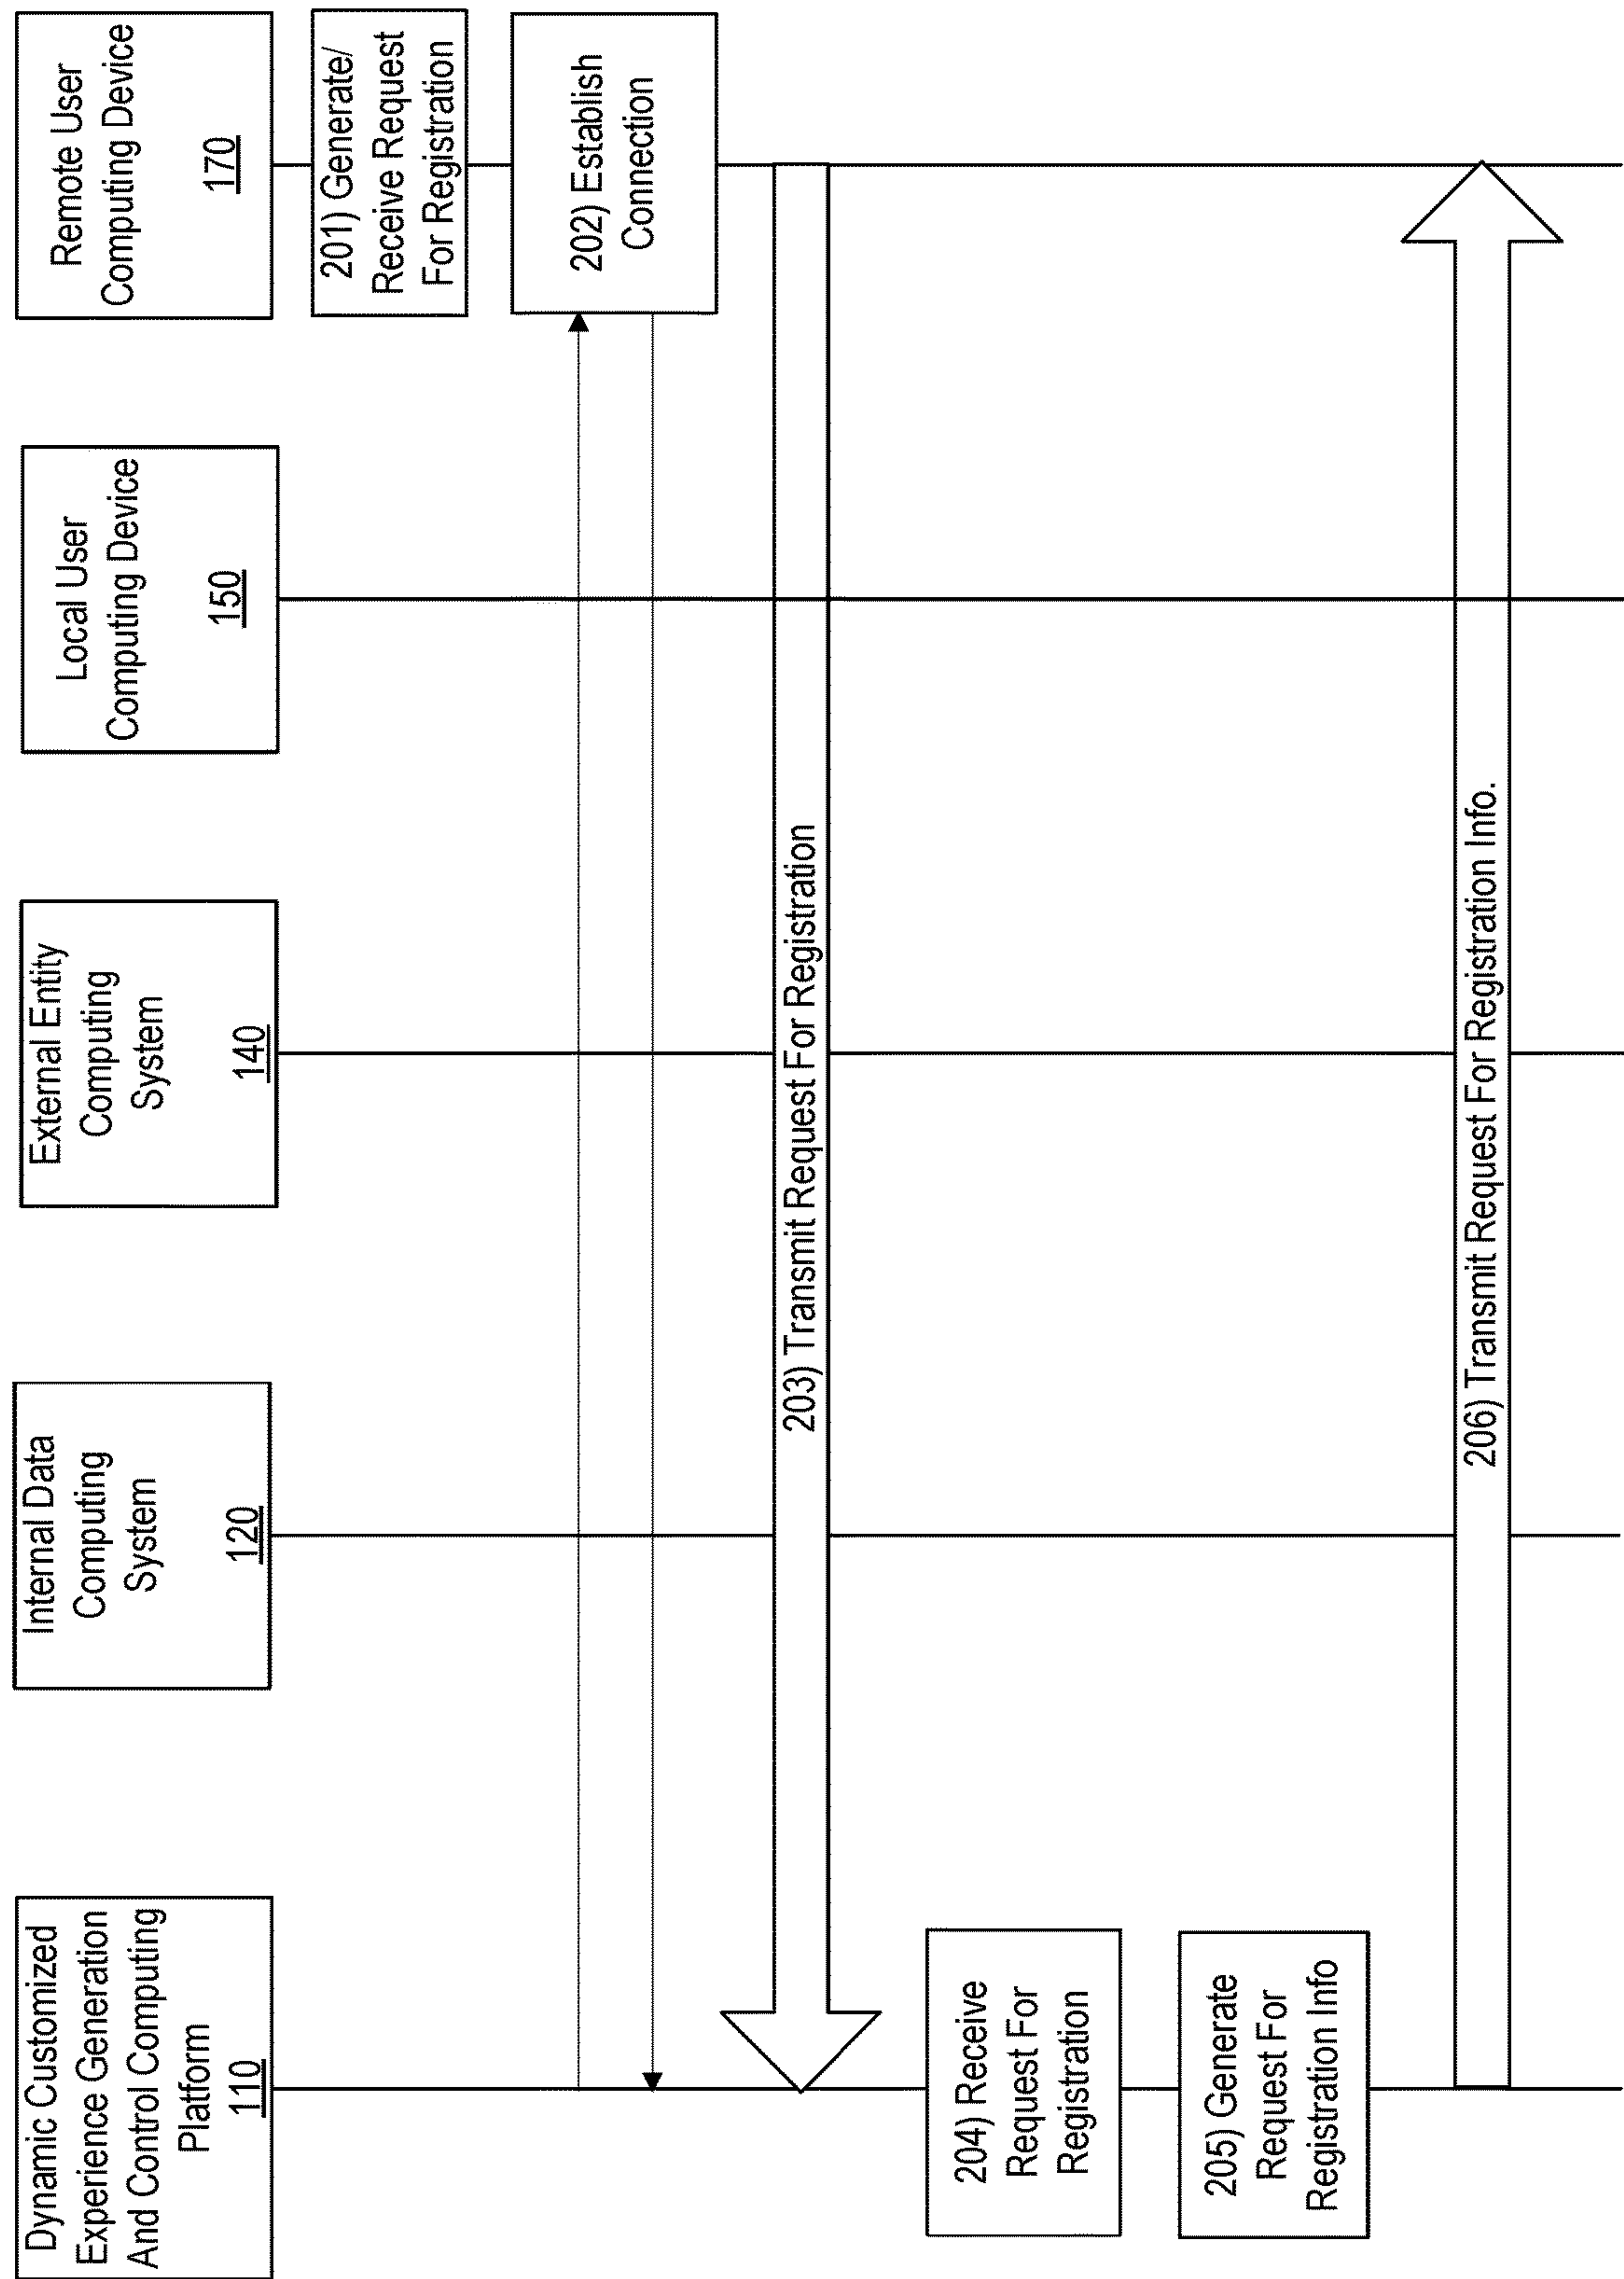 Dynamic Customized
Experience Generation
And Control Computing
Platform
110
Internal Data
Computing
System
120
External Entity
Computing
System
140
Local User
Computing Device
150
Remote User
Computing Device
170
201) Generate/
Receive Request
For Registration
202) Establish
Connection
203) Transmit Request For Registration
204) Receive
Request For
Registration
205) Generate
Request For
Registration Info
206) Transmit Request For Registration Info.